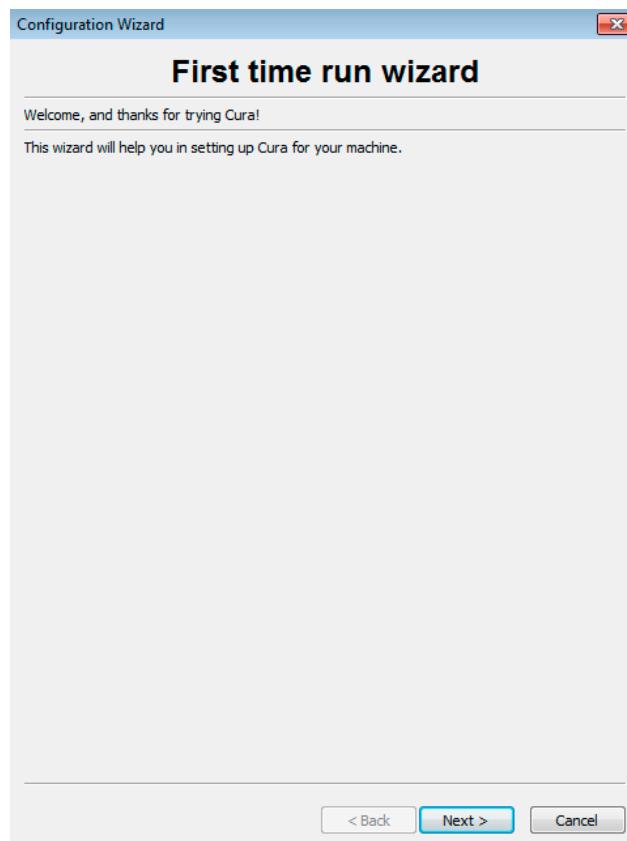 Configuration Wizard
First time run wizard
Welcome, and thanks for trying Cura!
This wizard will help you in setting up Cura for your machine.
< Back Next > Cancel